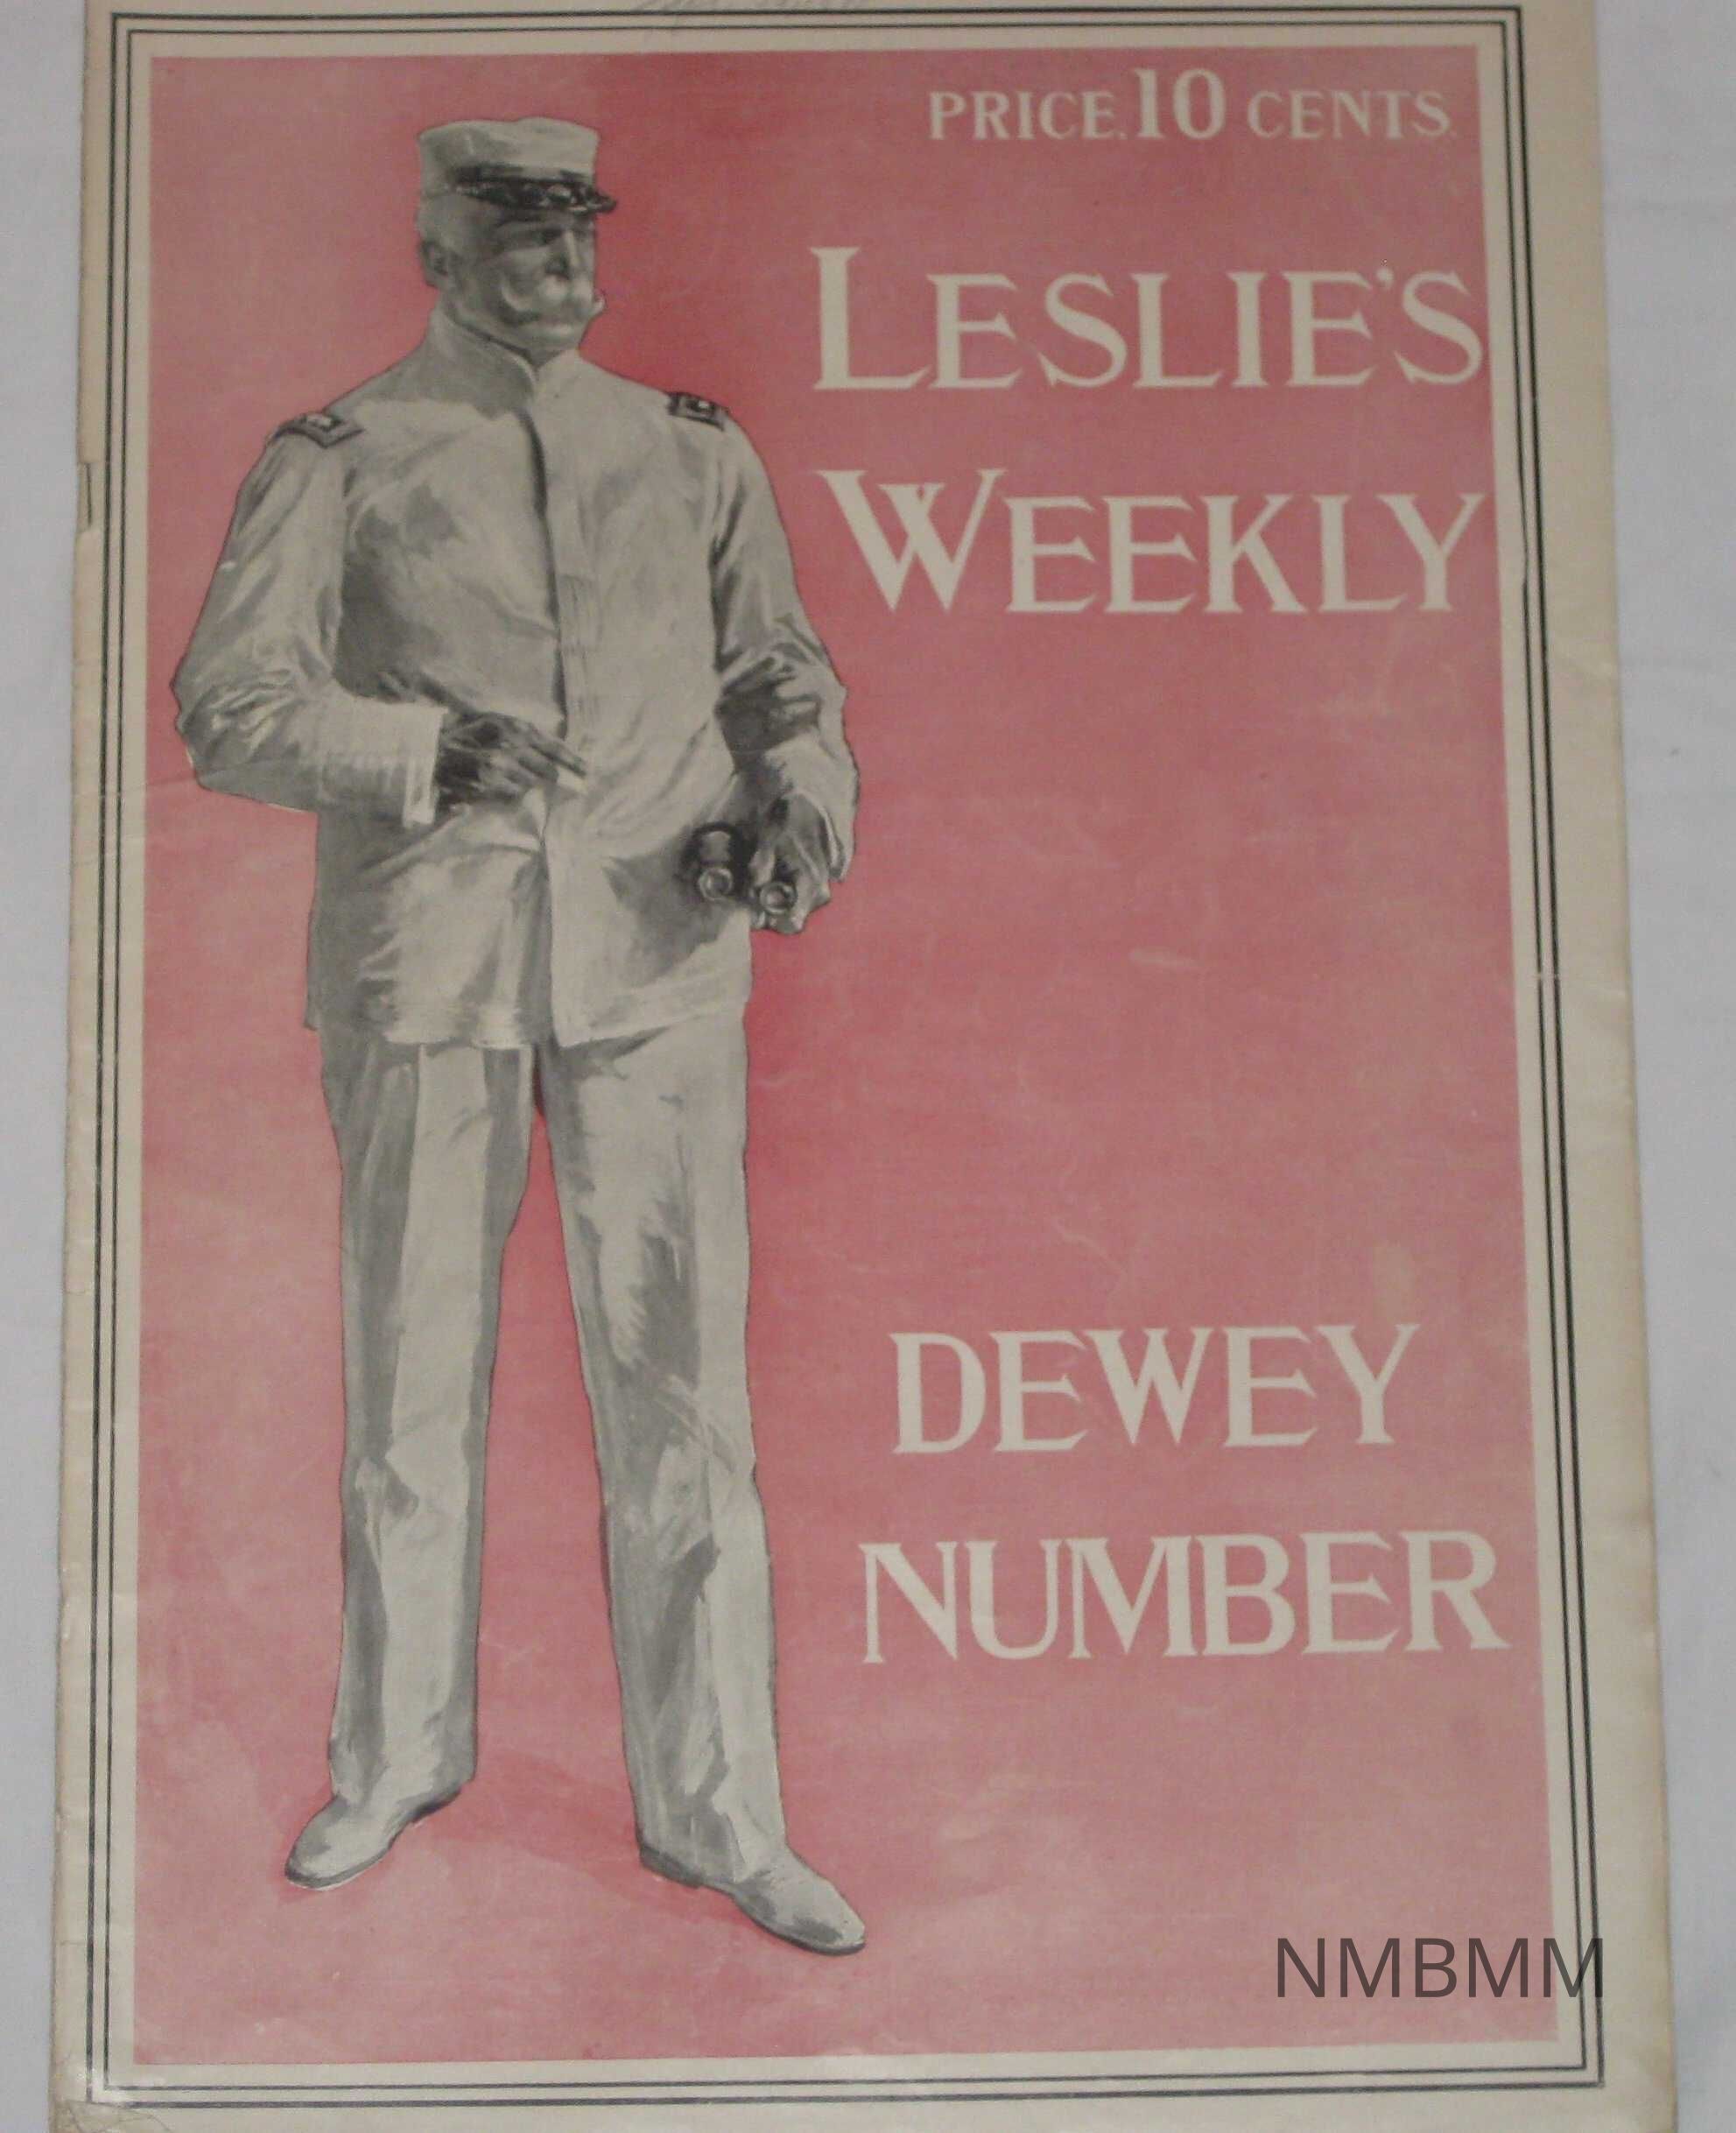 PRICE. 10 CENTS.
LESLIE'S
WEEKLY
DEWEY
NUMBER
NMBMM